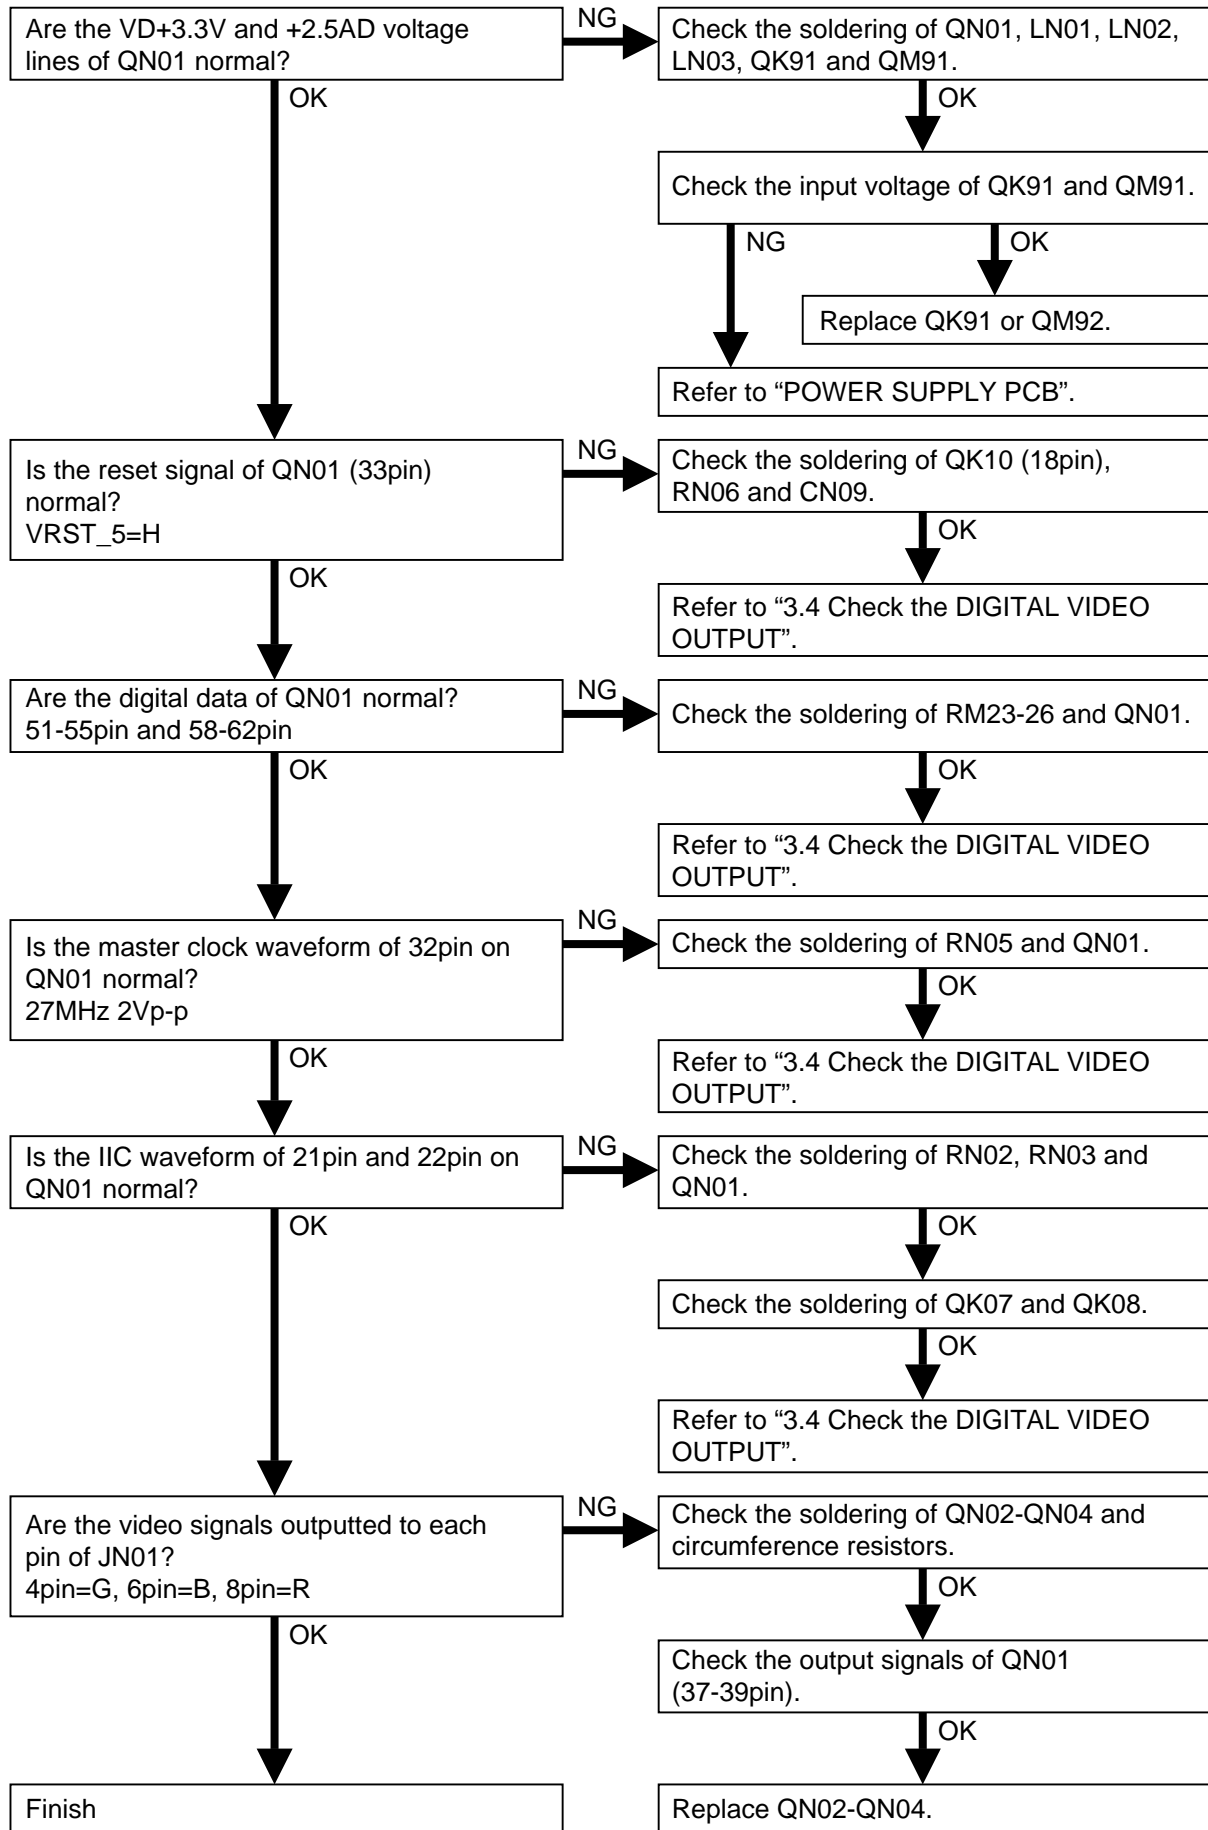 Are the VD+3.3V and +2.5AD voltage
lines of QN01 normal?
NG
Check the soldering of QN01, LN01, LN02,
LN03, QK91 and QM91.
OK
OK
Check the input voltage of QK91 and QM91.
NG
OK
Replace QK91 or QM92.
Refer to “POWER SUPPLY PCB”.
Is the reset signal of QN01 (33pin)
normal?
VRST_5=H
NG
Check the soldering of QK10 (18pin),
RN06 and CN09.
OK
OK
Refer to “3.4 Check the DIGITAL VIDEO
OUTPUT”.
Are the digital data of QN01 normal?
51-55pin and 58-62pin
NG
Check the soldering of RM23-26 and QN01.
OK
OK
Refer to “3.4 Check the DIGITAL VIDEO
OUTPUT”.
Is the master clock waveform of 32pin on
QN01 normal?
27MHz 2Vp-p
NG
Check the soldering of RN05 and QN01.
OK
OK
Refer to “3.4 Check the DIGITAL VIDEO
OUTPUT”.
Is the IIC waveform of 21pin and 22pin on
QN01 normal?
NG
Check the soldering of RN02, RN03 and
QN01.
OK
OK
Check the soldering of QK07 and QK08.
OK
Refer to “3.4 Check the DIGITAL VIDEO
OUTPUT”.
Are the video signals outputted to each
pin of JN01?
4pin=G, 6pin=B, 8pin=R
NG
Check the soldering of QN02-QN04 and
circumference resistors.
OK
OK
Check the output signals of QN01
(37-39pin).
OK
Finish
Replace QN02-QN04.